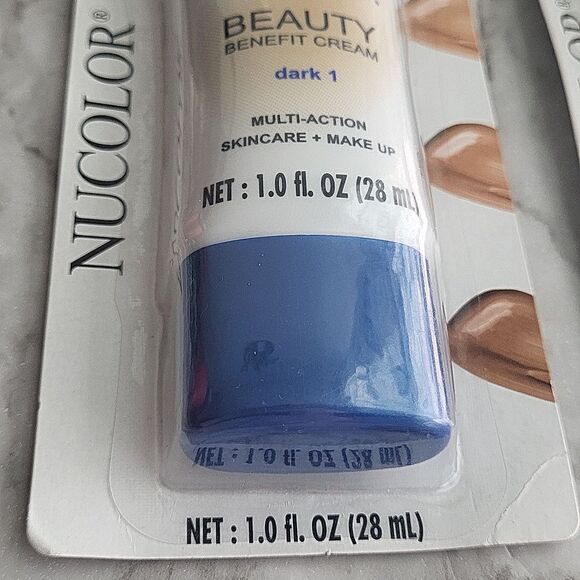 NUCOLOR®
BEAUTY
BENEFIT CREAM
dark 1
MULTI-ACTION
SKINCARE + MAKE UP
NET : 1.0 fl. OZ (28 mL)
NET : 1.0 fl. OZ (28 mL)
NET : 1.0 fl. OZ (28 mL)
OR®